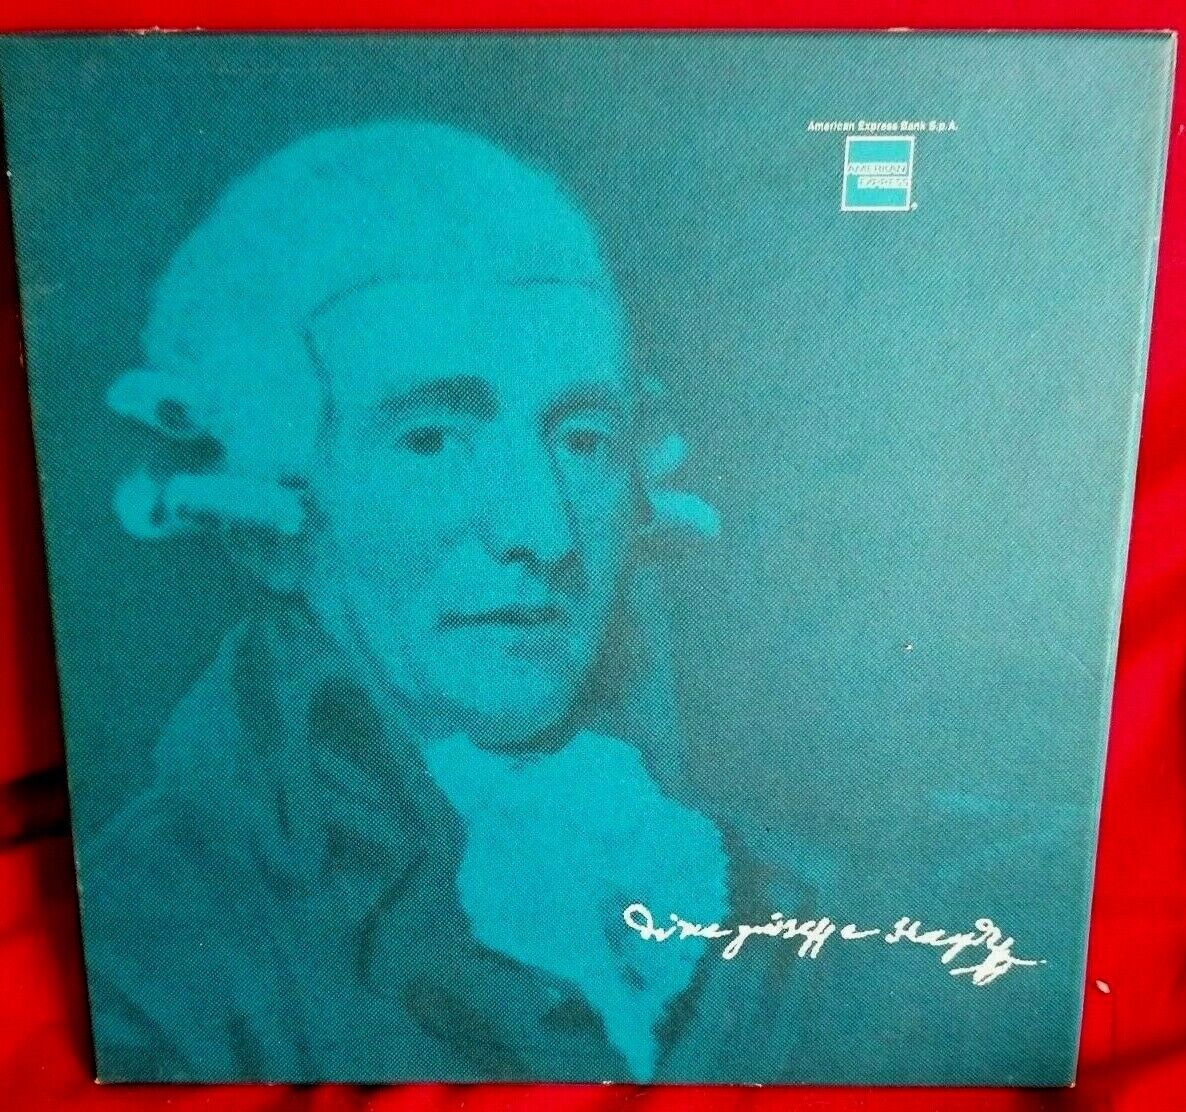 American Express Bank S.p.A.
AMERICAN
EXPRESS
di me giuseppe Haydn